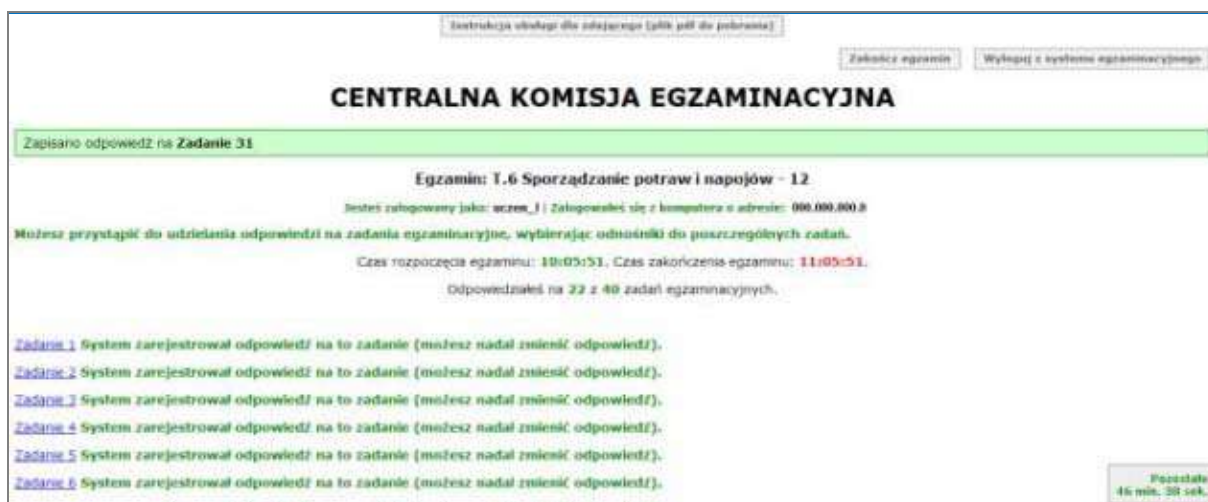 Instrukcja obsługi dla zdającego [plik pdf do pobrania]
Zakończ egzamin Wyloguj z systemu egzaminacyjnego
CENTRALNA KOMISJA EGZAMINACYJNA
Zapisano odpowiedź na Zadanie 31
Egzamin: T.6 Sporządzanie potraw i napojów - 12
Jesteś zalogowany jako: uczen_1 | Zalogowałeś się z komputera o adresie: 000.000.000.0
Możesz przystąpić do udzielania odpowiedzi na zadania egzaminacyjne, wybierając odnośniki do poszczególnych zadań.
Czas rozpoczęcia egzaminu: 10:05:51. Czas zakończenia egzaminu: 11:05:51.
Odpowiedziałeś na 22 z 40 zadań egzaminacyjnych.
Zadanie 1 System zarejestrował odpowiedź na to zadanie (możesz nadal zmienić odpowiedź).
Zadanie 2 System zarejestrował odpowiedź na to zadanie (możesz nadal zmienić odpowiedź).
Zadanie 3 System zarejestrował odpowiedź na to zadanie (możesz nadal zmienić odpowiedź).
Zadanie 4 System zarejestrował odpowiedź na to zadanie (możesz nadal zmienić odpowiedź).
Zadanie 5 System zarejestrował odpowiedź na to zadanie (możesz nadal zmienić odpowiedź).
Zadanie 6 System zarejestrował odpowiedź na to zadanie (możesz nadal zmienić odpowiedź).
Pozostało
46 min. 38 sek.